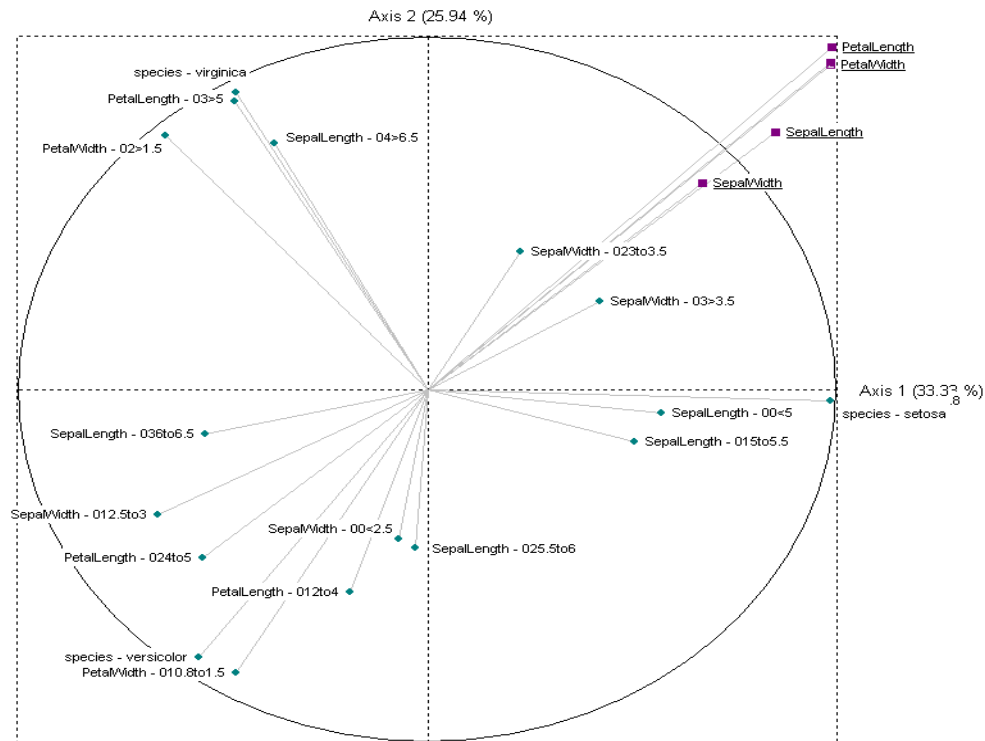 Axis 2 (25.94 %)
PetalLength
species - virginica
PetalWidth
PetalLength - 03>5
SepalLength - 04>6.5
SepalLength
PetalWidth - 02>1.5
SepalWidth
SepalWidth - 023to3.5
SepalWidth - 03>3.5
Axis 1 (33.33 %)
.8
species - setosa
SepalLength - 00<5
SepalLength - 036to6.5
SepalLength - 015to5.5
SepalWidth - 012.5to3
SepalWidth - 00<2.5
SepalLength - 025.5to6
PetalLength - 024to5
PetalLength - 012to4
species - versicolor
PetalWidth - 010.8to1.5